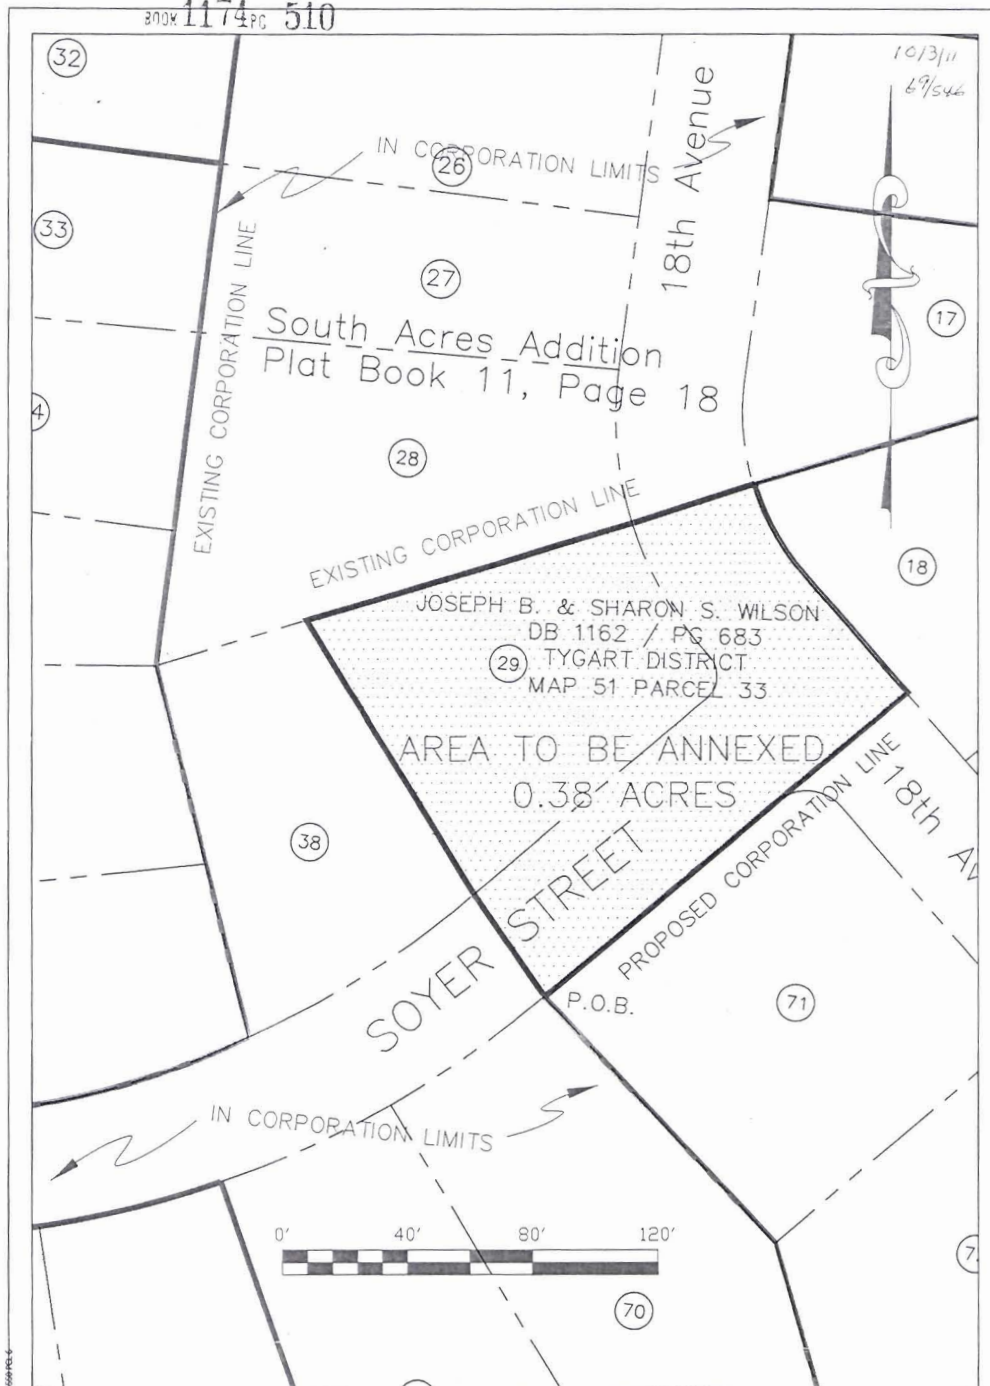 BOOK 1174 PG 510
10/3/11
69/546
32
IN CORPORATION LIMITS
26
18th Avenue
33
EXISTING CORPORATION LINE
27
17
South Acres Addition
Plat Book 11, Page 18
4
28
EXISTING CORPORATION LINE
18
JOSEPH B. & SHARON S. WILSON
DB 1162 / PG 683
29
TYGART DISTRICT
MAP 51 PARCEL 33
AREA TO BE ANNEXED
0.38 ACRES
PROPOSED CORPORATION LINE
18th Av
38
SOYER STREET
P.O.B.
71
IN CORPORATION LIMITS
0' 40' 80' 120'
7
70